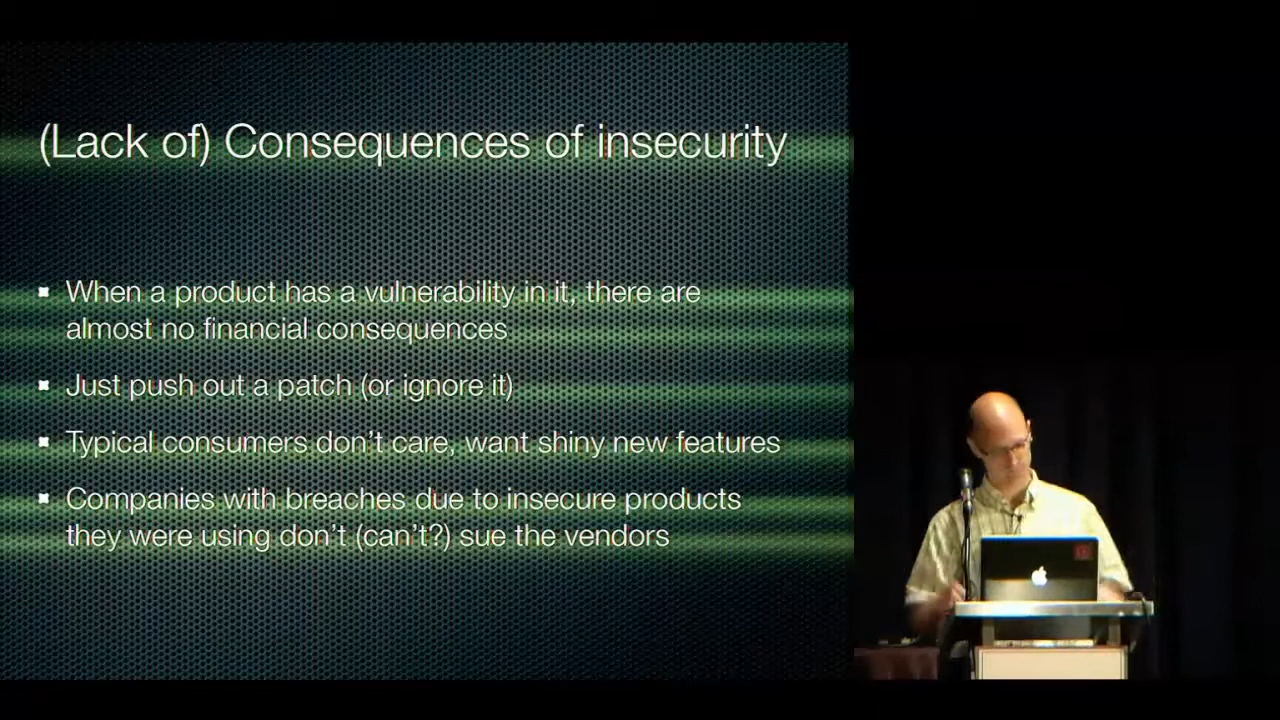 (Lack of) Consequences of insecurity
When a product has a vulnerability in it, there are
almost no financial consequences
Just push out a patch (or ignore it)
Typical consumers don't care, want shiny new features
Companies with breaches due to insecure products
they were using don't (can't?) sue the vendors